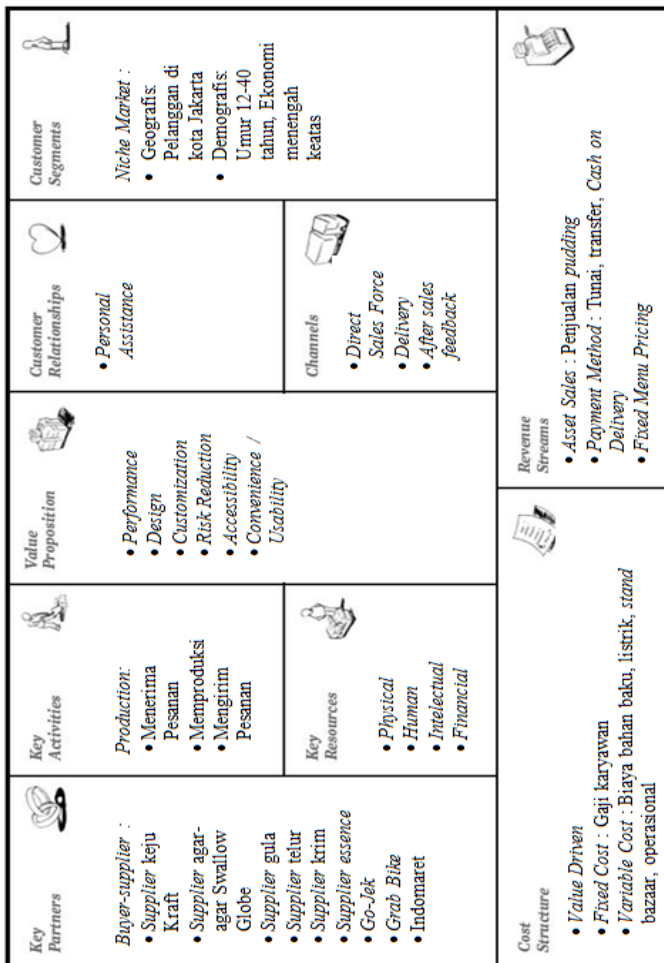 Key
Partners
Buyer-supplier :
• Supplier keju
Kraft
• Supplier agar-
agar Swallow
Globe
• Supplier gula
• Supplier telur
• Supplier krim
• Supplier essence
• Go-Jek
• Grab Bike
• Indomaret
Key
Activities
Production:
• Menerima
Pesanan
• Memproduksi
• Mengirim
Pesanan
Key
Resources
• Physical
• Human
• Intelectual
• Financial
Value
Proposition
• Performance
• Design
• Customization
• Risk Reduction
• Accessibility
• Convenience /
Usability
Customer
Relationships
• Personal
Assistance
Channels
• Direct
Sales Force
• Delivery
• After sales
feedback
Customer
Segments
Niche Market :
• Geografis:
Pelanggan di
kota Jakarta
• Demografis:
Umur 12-40
tahun, Ekonomi
menengah
keatas
Cost
Structure
• Value Driven
• Fixed Cost : Gaji karyawan
• Variable Cost : Biaya bahan baku, listrik, stand
bazaar, operasional
Revenue
Streams
• Asset Sales : Penjualan pudding
• Payment Method : Tunai, transfer, Cash on
Delivery
• Fixed Menu Pricing